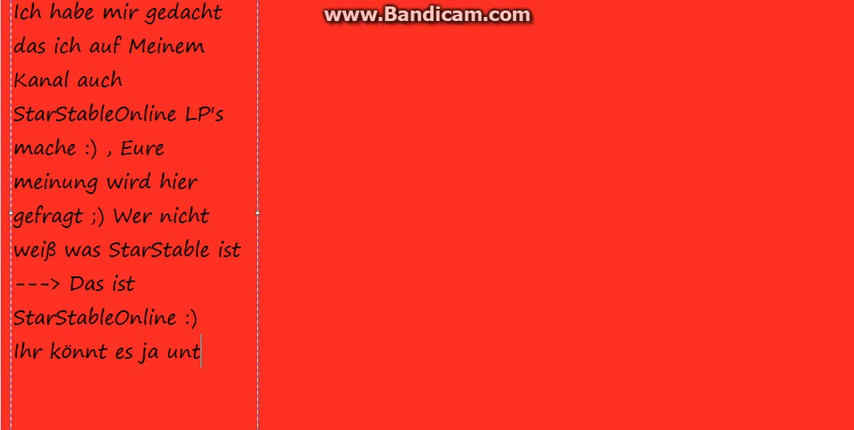 www.Bandicam.com
Ich habe mir gedacht
das ich auf Meinem
Kanal auch
StarStableOnline LP's
mache :) , Eure
meinung wird hier
gefragt ;) Wer nicht
weiß was StarStable ist
---> Das ist
StarStableOnline :)
Ihr könnt es ja unt